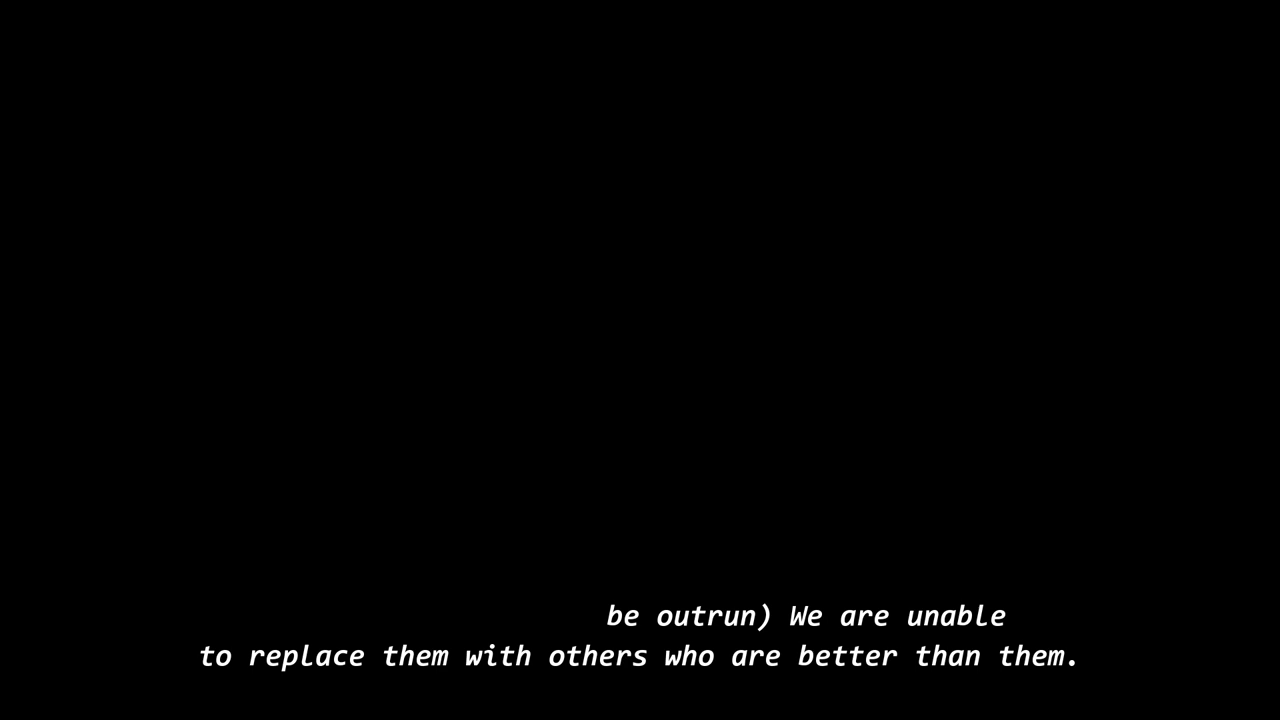 be outrun) We are unable
to replace them with others who are better than them.